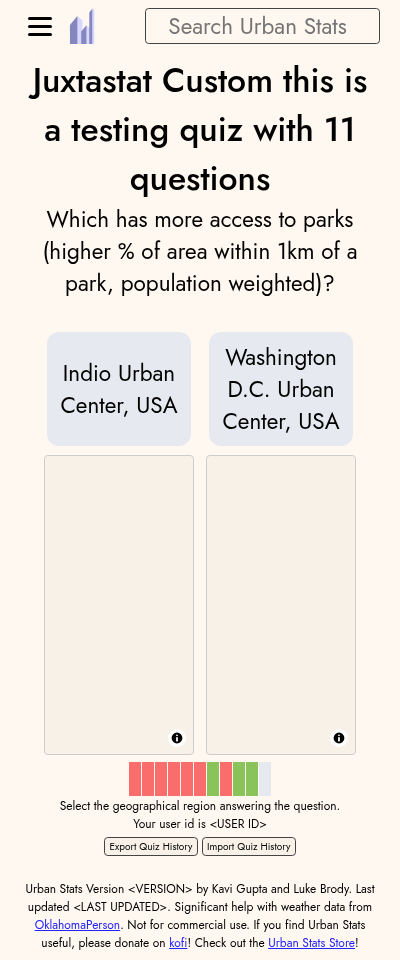 Search Urban Stats
Juxtastat Custom this is
a testing quiz with 11
questions
Which has more access to parks
(higher % of area within 1km of a
park, population weighted)?
Indio Urban
Center, USA
Washington
D.C. Urban
Center, USA
Select the geographical region answering the question.
Your user id is <USER ID>
Export Quiz History
Import Quiz History
Urban Stats Version <VERSION> by Kavi Gupta and Luke Brody. Last
updated <LAST UPDATED>. Significant help with weather data from
OklahomaPerson. Not for commercial use. If you find Urban Stats
useful, please donate on kofi! Check out the Urban Stats Store!